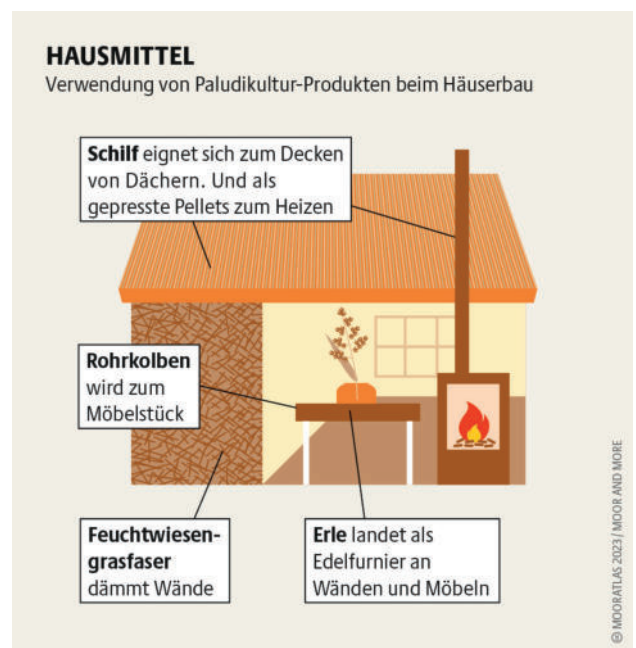 HAUSMITTEL
Verwendung von Paludikultur-Produkten beim Häuserbau
Schilf eignet sich zum Decken
von Dächern. Und als
gepresste Pellets zum Heizen
Rohrkolben
wird zum
Möbelstück
Feuchtwiesen-
grasfaser
dämmt Wände
Erle landet als
Edelfurnier an
Wänden und Möbeln
MOORATLAS 2023 / MOOR AND MORE